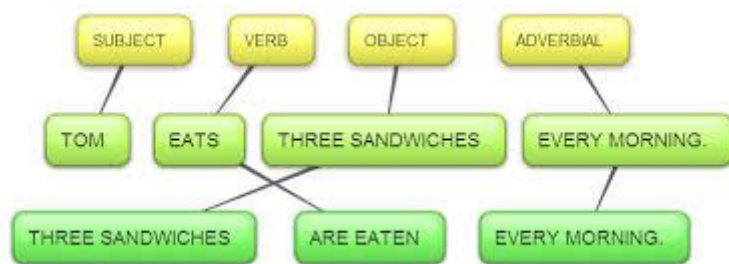 SUBJECT VERB OBJECT ADVERBIAL
TOM EATS THREE SANDWICHES EVERY MORNING.
THREE SANDWICHES ARE EATEN EVERY MORNING.